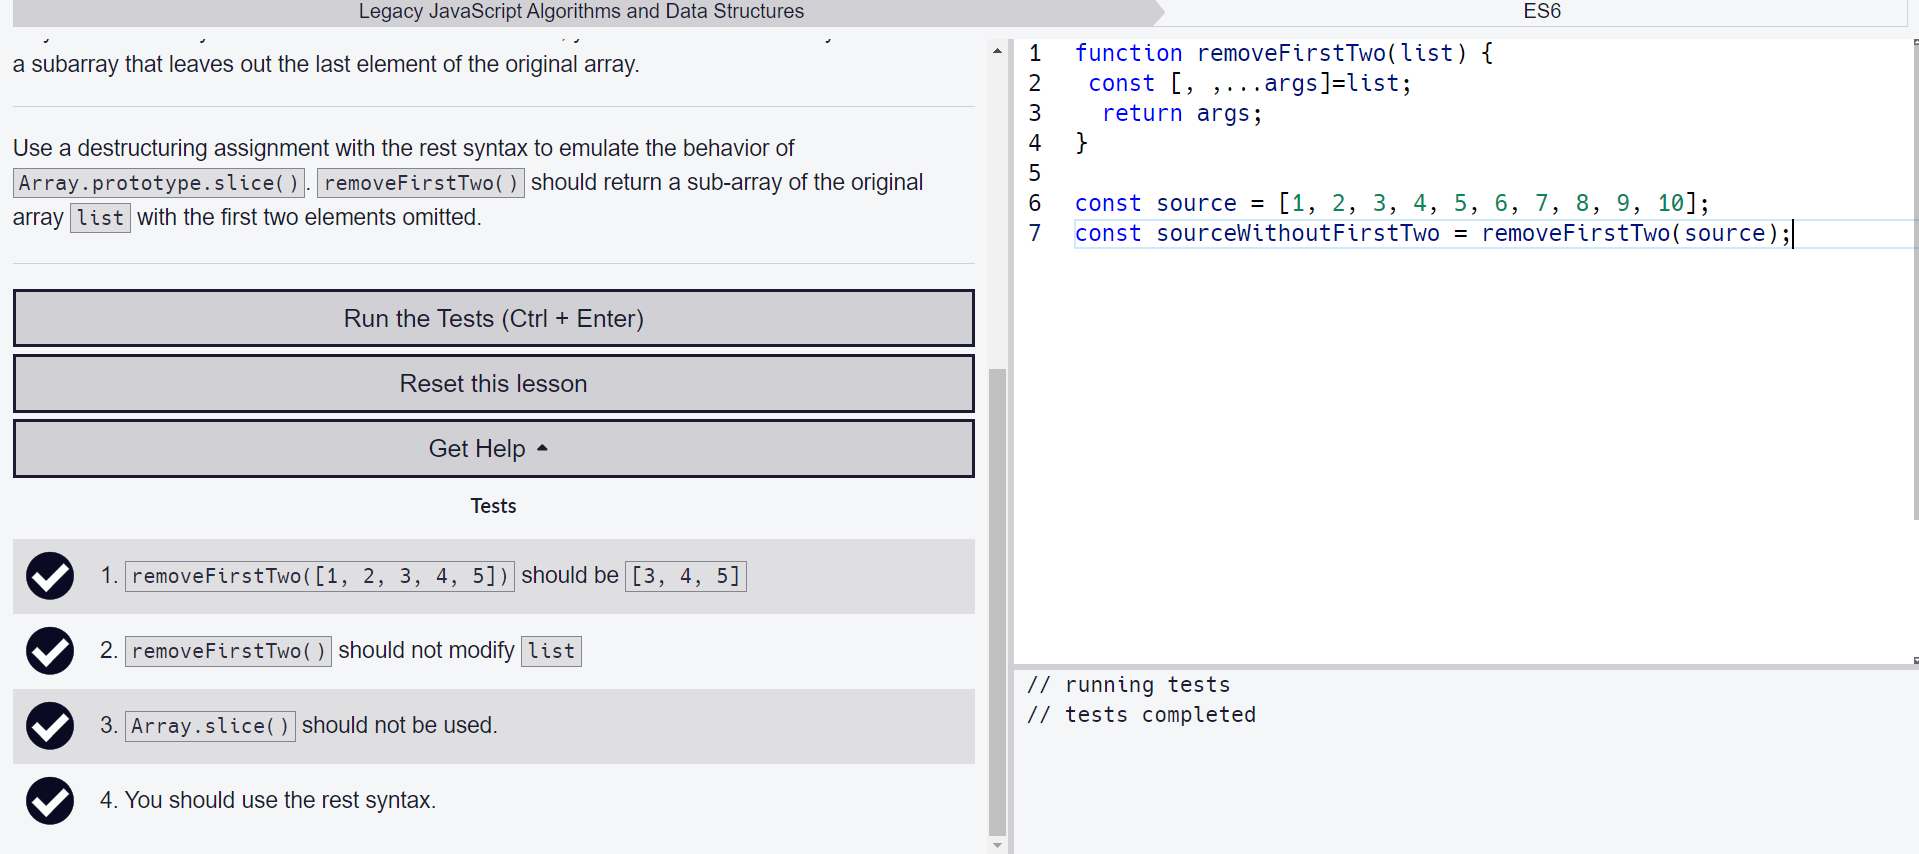 Legacy JavaScript Algorithms and Data Structures
ES6
a subarray that leaves out the last element of the original array.
Use a destructuring assignment with the rest syntax to emulate the behavior of
Array.prototype.slice(). removeFirstTwo() should return a sub-array of the original
array list with the first two elements omitted.
Run the Tests (Ctrl + Enter)
Reset this lesson
Get Help
Tests
1. removeFirstTwo([1, 2, 3, 4, 5]) should be [3, 4, 5]
2. removeFirstTwo() should not modify list
3. Array.slice() should not be used.
4. You should use the rest syntax.
1 function removeFirstTwo(list) {
2  const [, ,...args]=list;
3   return args;
4 }
5
6 const source = [1, 2, 3, 4, 5, 6, 7, 8, 9, 10];
7 const sourceWithoutFirstTwo = removeFirstTwo(source);
// running tests
// tests completed